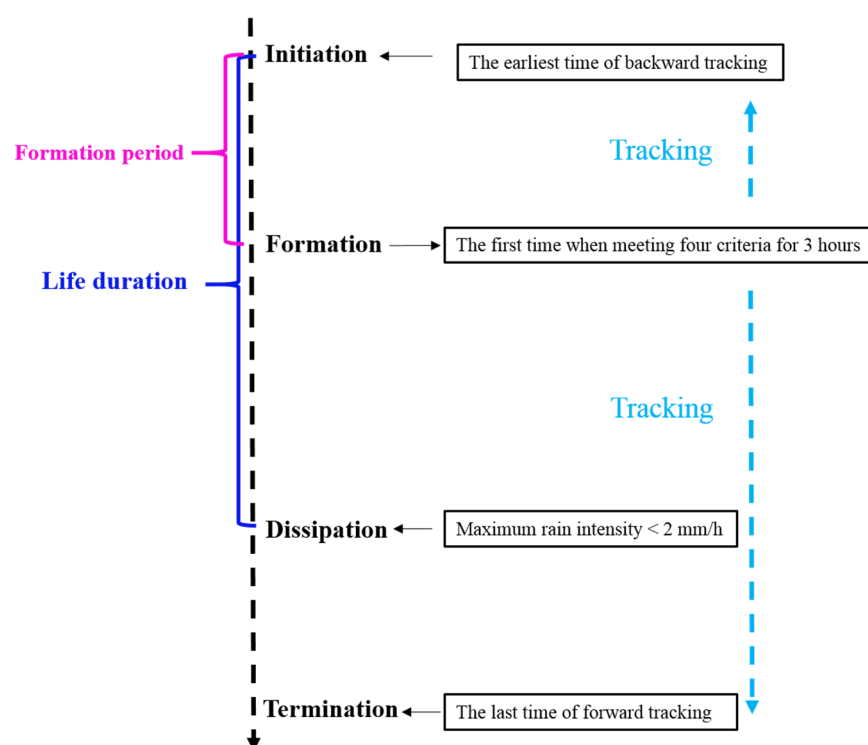 Initiation
The earliest time of backward tracking
Tracking
Formation period
Formation
The first time when meeting four criteria for 3 hours
Life duration
Tracking
Dissipation
Maximum rain intensity < 2 mm/h
Termination
The last time of forward tracking